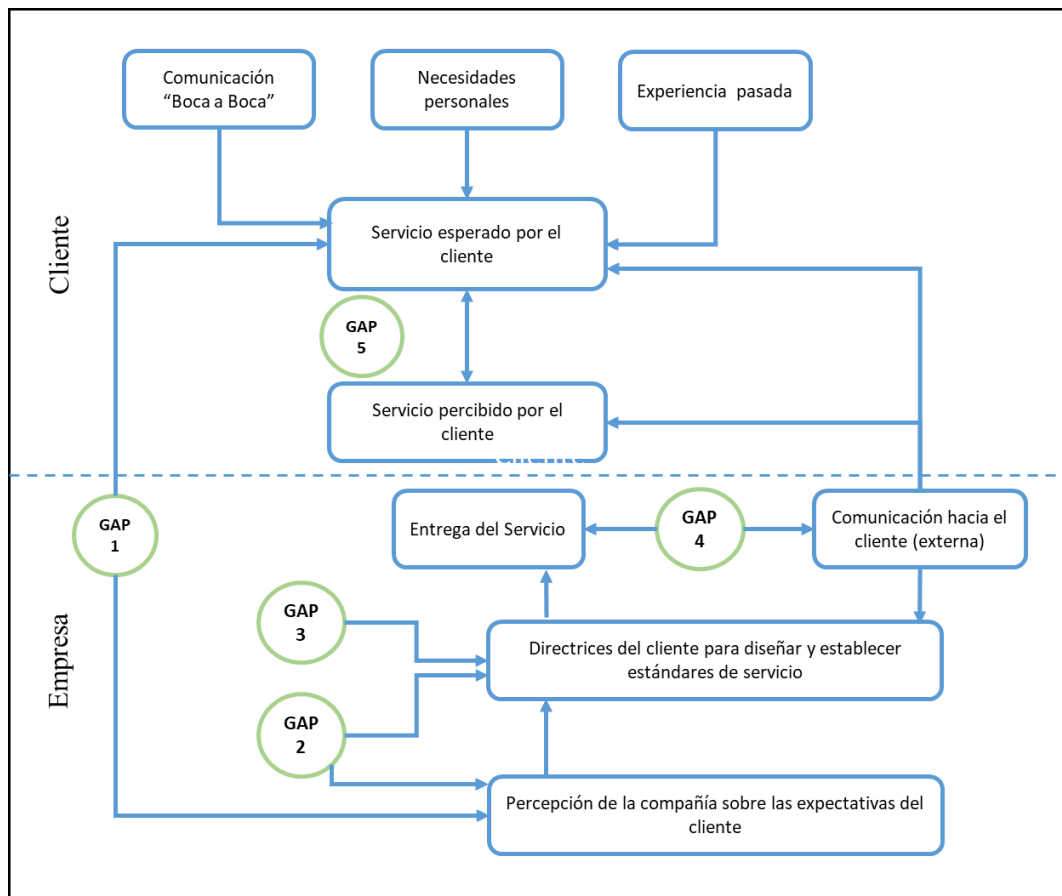 Comunicación
“Boca a Boca”
Necesidades
personales
Experiencia pasada
Cliente
Servicio esperado por el
cliente
GAP
5
Servicio percibido por el
cliente
cliente
GAP
1
Entrega del Servicio
GAP
4
Comunicación hacia el
cliente (externa)
Empresa
GAP
3
Directrices del cliente para diseñar y establecer
estándares de servicio
GAP
2
Percepción de la compañía sobre las expectativas del
cliente